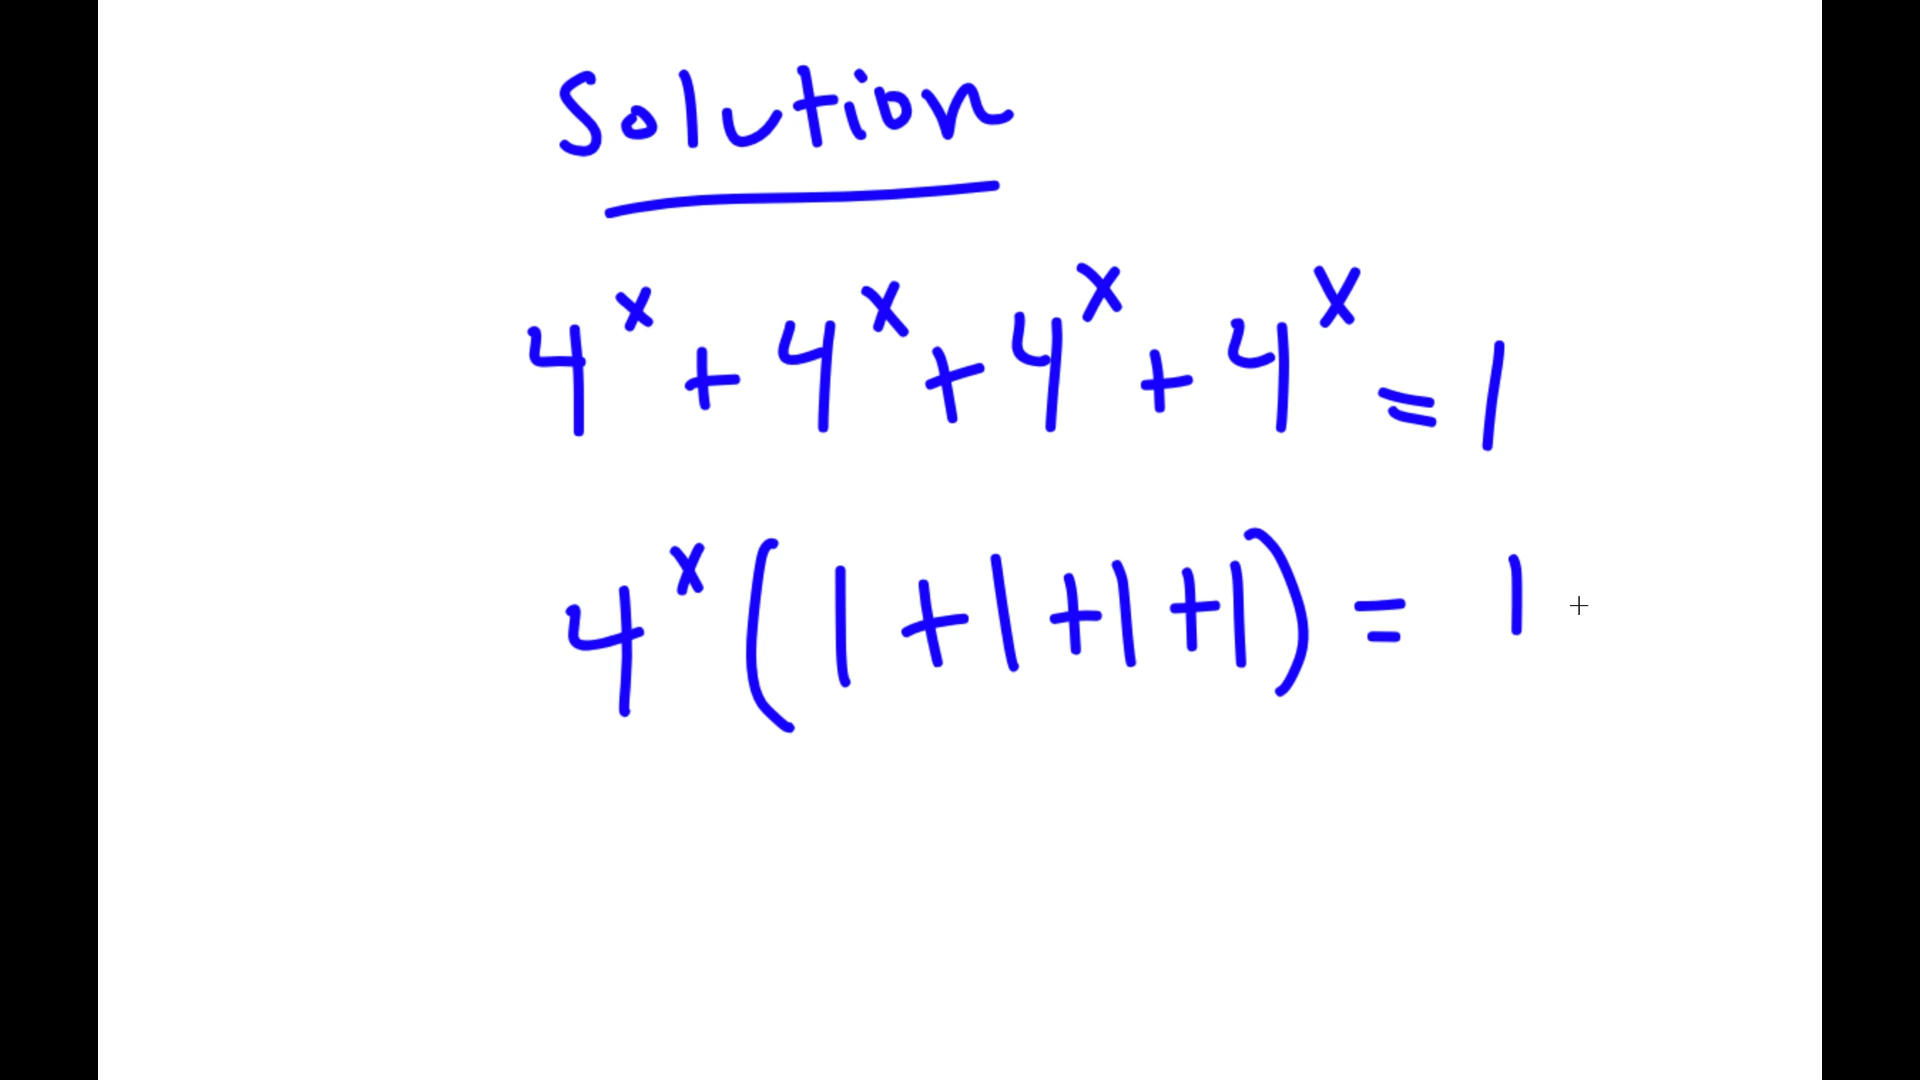 Solution
4^x + 4^x + 4^x + 4^x = 1
4^x (1 + 1 + 1 + 1) = 1